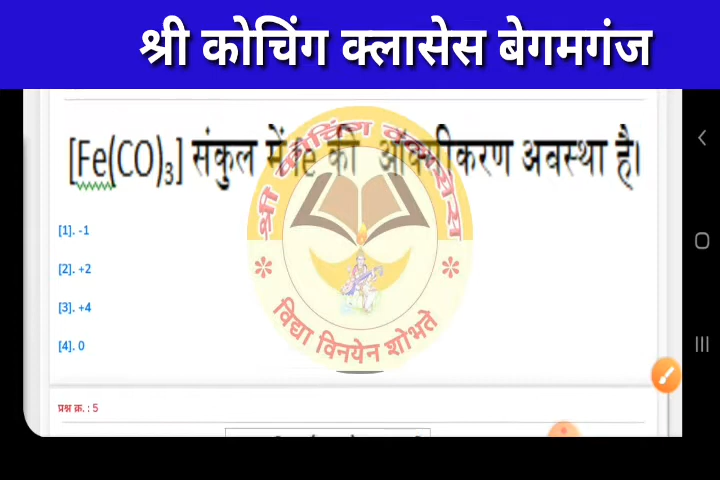 श्री कोचिंग क्लासेस बेगमगंज
[Fe(CO)₃] संकुल में Fe की आक्सीकरण अवस्था है।
[1]. -1
[2]. +2
[3]. +4
[4]. 0
श्री कोचिंग क्लासेस
विद्या विनयेन शोभते
प्रश्न क्र. : 5